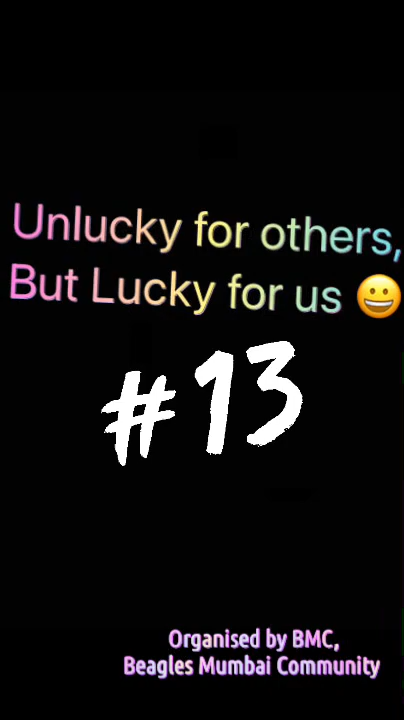 Unlucky for others,
But Lucky for us 😀
#13
Organised by BMC,
Beagles Mumbai Community